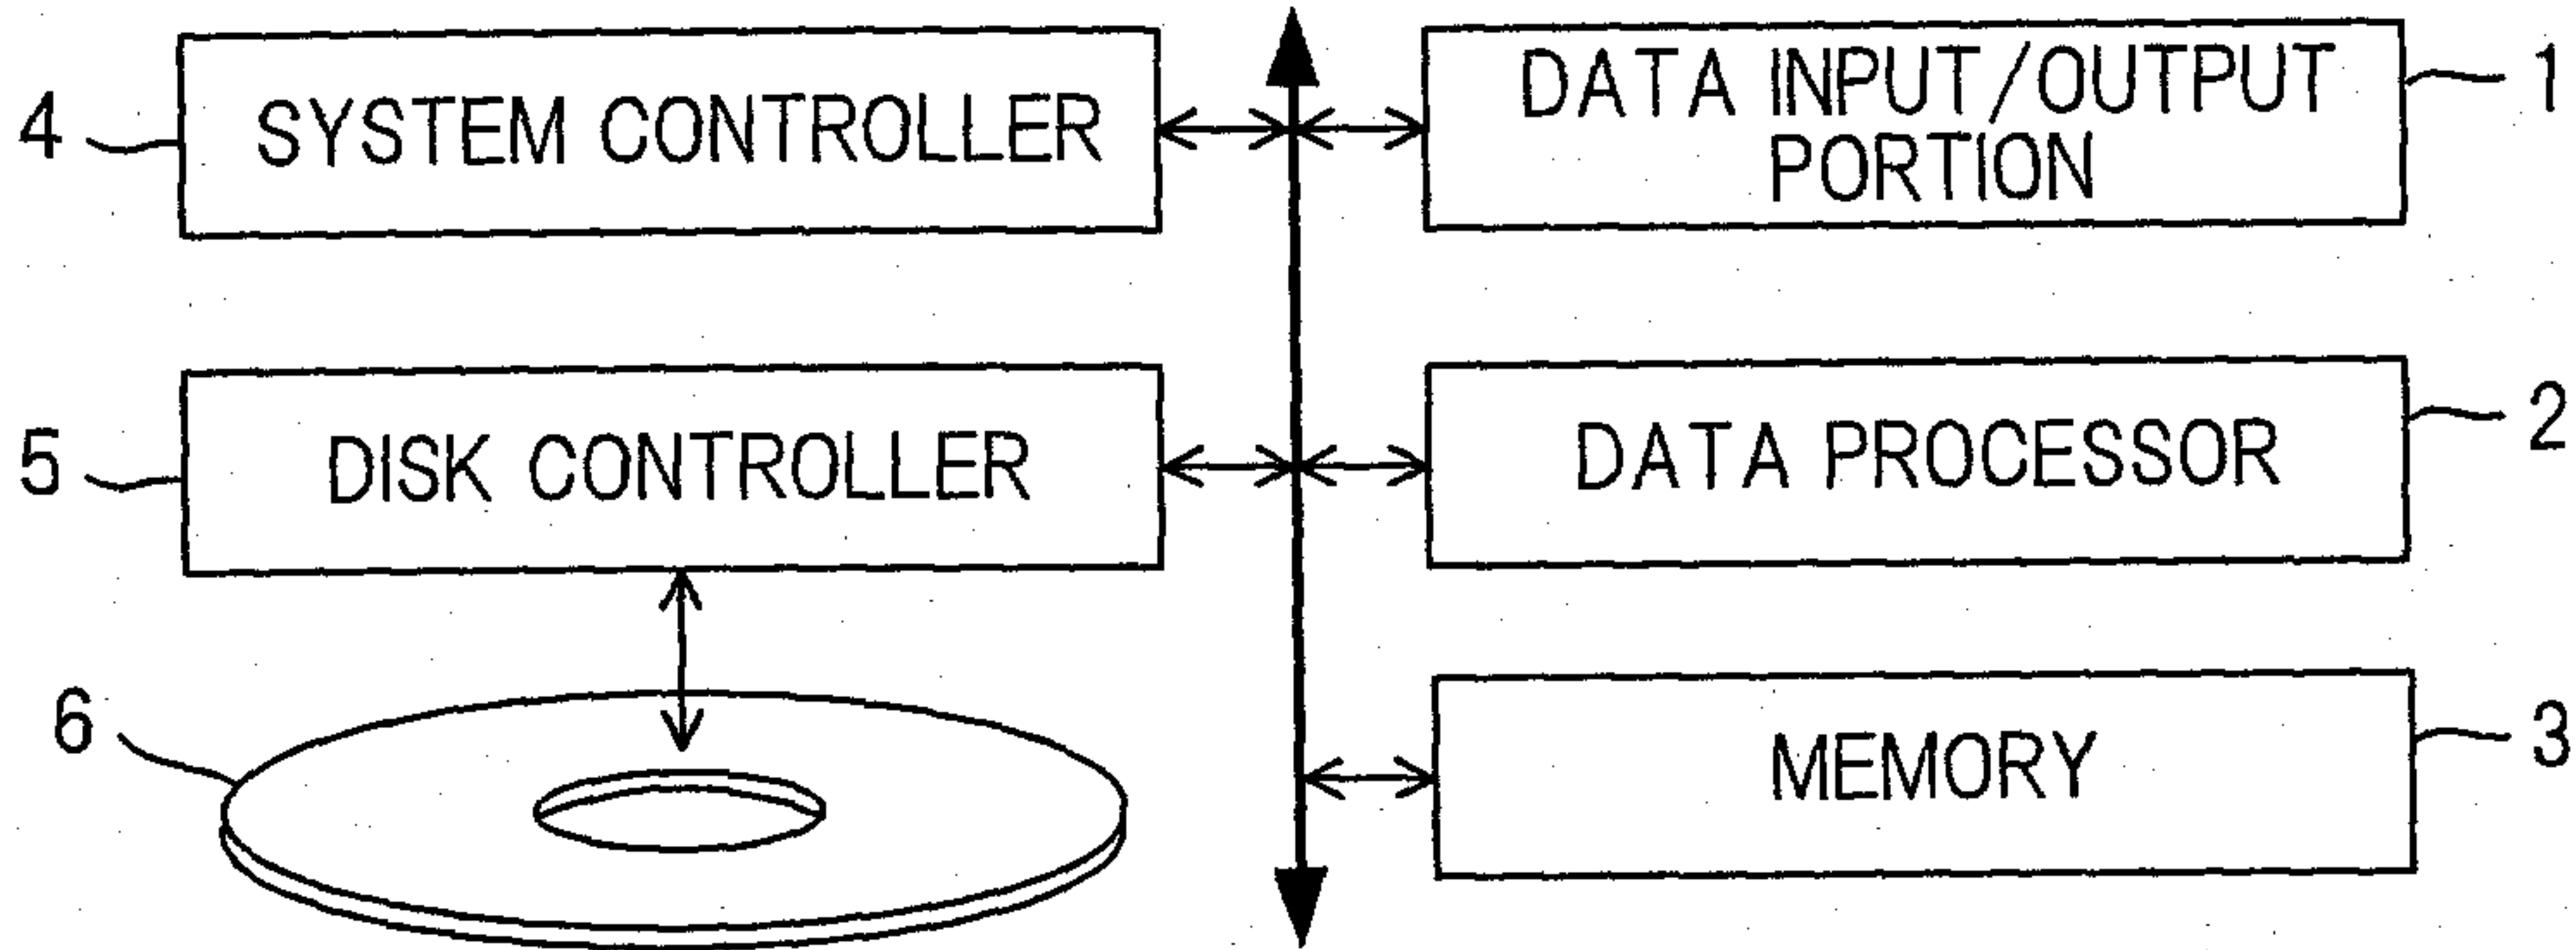 4
SYSTEM CONTROLLER
DATA INPUT/OUTPUT
PORTION
1
5
DISK CONTROLLER
DATA PROCESSOR
2
6
MEMORY
3